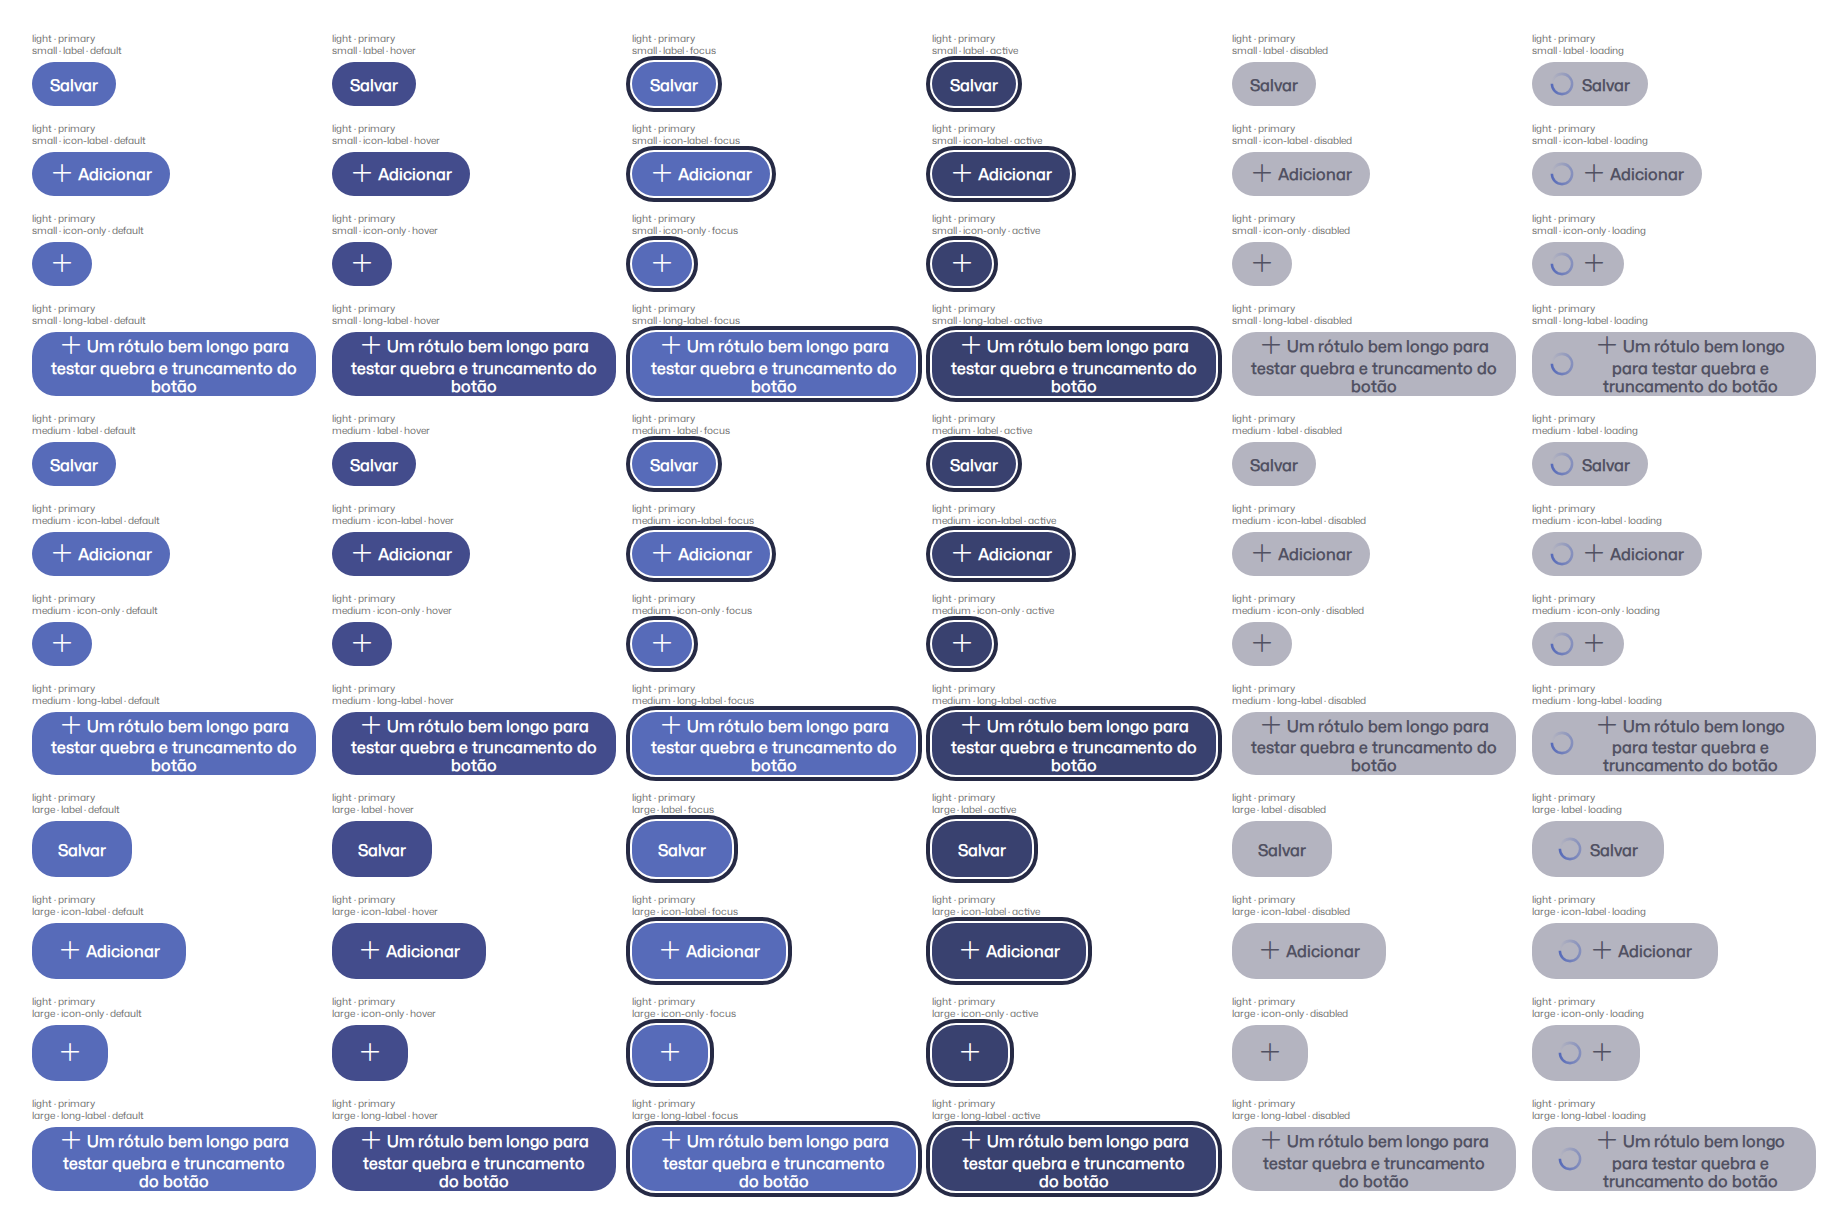 light · primary
small · label · default
Salvar
light · primary
small · label · hover
Salvar
light · primary
small · label · focus
Salvar
light · primary
small · label · active
Salvar
light · primary
small · label · disabled
Salvar
light · primary
small · label · loading
Salvar
light · primary
small · icon-label · default
Adicionar
light · primary
small · icon-label · hover
Adicionar
light · primary
small · icon-label · focus
Adicionar
light · primary
small · icon-label · active
Adicionar
light · primary
small · icon-label · disabled
Adicionar
light · primary
small · icon-label · loading
Adicionar
light · primary
small · icon-only · default
light · primary
small · icon-only · hover
light · primary
small · icon-only · focus
light · primary
small · icon-only · active
light · primary
small · icon-only · disabled
light · primary
small · icon-only · loading
light · primary
small · long-label · default
Um rótulo bem longo para
testar quebra e truncamento do
botão
light · primary
small · long-label · hover
Um rótulo bem longo para
testar quebra e truncamento do
botão
light · primary
small · long-label · focus
Um rótulo bem longo para
testar quebra e truncamento do
botão
light · primary
small · long-label · active
Um rótulo bem longo para
testar quebra e truncamento do
botão
light · primary
small · long-label · disabled
Um rótulo bem longo para
testar quebra e truncamento do
botão
light · primary
small · long-label · loading
Um rótulo bem longo
para testar quebra e
truncamento do botão
light · primary
medium · label · default
Salvar
light · primary
medium · label · hover
Salvar
light · primary
medium · label · focus
Salvar
light · primary
medium · label · active
Salvar
light · primary
medium · label · disabled
Salvar
light · primary
medium · label · loading
Salvar
light · primary
medium · icon-label · default
Adicionar
light · primary
medium · icon-label · hover
Adicionar
light · primary
medium · icon-label · focus
Adicionar
light · primary
medium · icon-label · active
Adicionar
light · primary
medium · icon-label · disabled
Adicionar
light · primary
medium · icon-label · loading
Adicionar
light · primary
medium · icon-only · default
light · primary
medium · icon-only · hover
light · primary
medium · icon-only · focus
light · primary
medium · icon-only · active
light · primary
medium · icon-only · disabled
light · primary
medium · icon-only · loading
light · primary
medium · long-label · default
Um rótulo bem longo para
testar quebra e truncamento do
botão
light · primary
medium · long-label · hover
Um rótulo bem longo para
testar quebra e truncamento do
botão
light · primary
medium · long-label · focus
Um rótulo bem longo para
testar quebra e truncamento do
botão
light · primary
medium · long-label · active
Um rótulo bem longo para
testar quebra e truncamento do
botão
light · primary
medium · long-label · disabled
Um rótulo bem longo para
testar quebra e truncamento do
botão
light · primary
medium · long-label · loading
Um rótulo bem longo
para testar quebra e
truncamento do botão
light · primary
large · label · default
Salvar
light · primary
large · label · hover
Salvar
light · primary
large · label · focus
Salvar
light · primary
large · label · active
Salvar
light · primary
large · label · disabled
Salvar
light · primary
large · label · loading
Salvar
light · primary
large · icon-label · default
Adicionar
light · primary
large · icon-label · hover
Adicionar
light · primary
large · icon-label · focus
Adicionar
light · primary
large · icon-label · active
Adicionar
light · primary
large · icon-label · disabled
Adicionar
light · primary
large · icon-label · loading
Adicionar
light · primary
large · icon-only · default
light · primary
large · icon-only · hover
light · primary
large · icon-only · focus
light · primary
large · icon-only · active
light · primary
large · icon-only · disabled
light · primary
large · icon-only · loading
light · primary
large · long-label · default
Um rótulo bem longo para
testar quebra e truncamento
do botão
light · primary
large · long-label · hover
Um rótulo bem longo para
testar quebra e truncamento
do botão
light · primary
large · long-label · focus
Um rótulo bem longo para
testar quebra e truncamento
do botão
light · primary
large · long-label · active
Um rótulo bem longo para
testar quebra e truncamento
do botão
light · primary
large · long-label · disabled
Um rótulo bem longo para
testar quebra e truncamento
do botão
light · primary
large · long-label · loading
Um rótulo bem longo
para testar quebra e
truncamento do botão